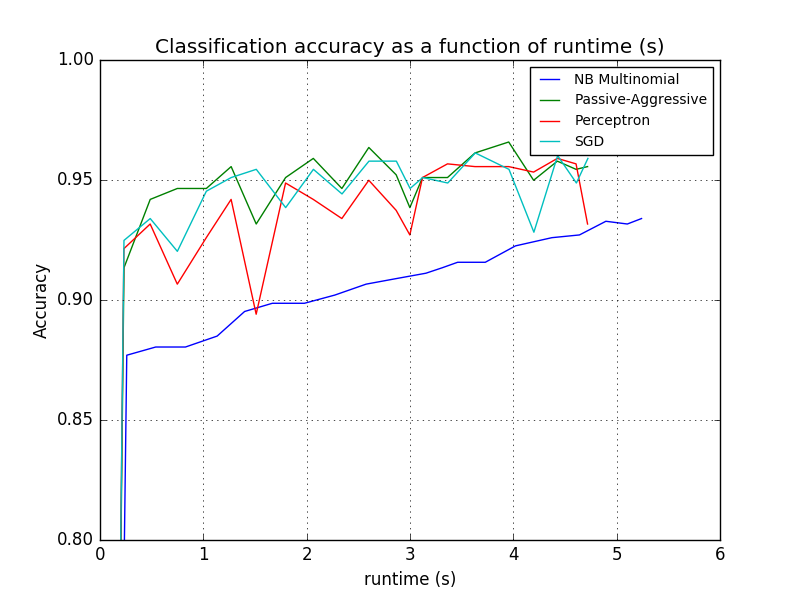 Classification accuracy as a function of runtime (s)
1.00
NB Multinomial
Passive-Aggressive
Perceptron
SGD
0.95
0.90
0.85
0.80
Accuracy
0 1 2 3 4 5 6
runtime (s)